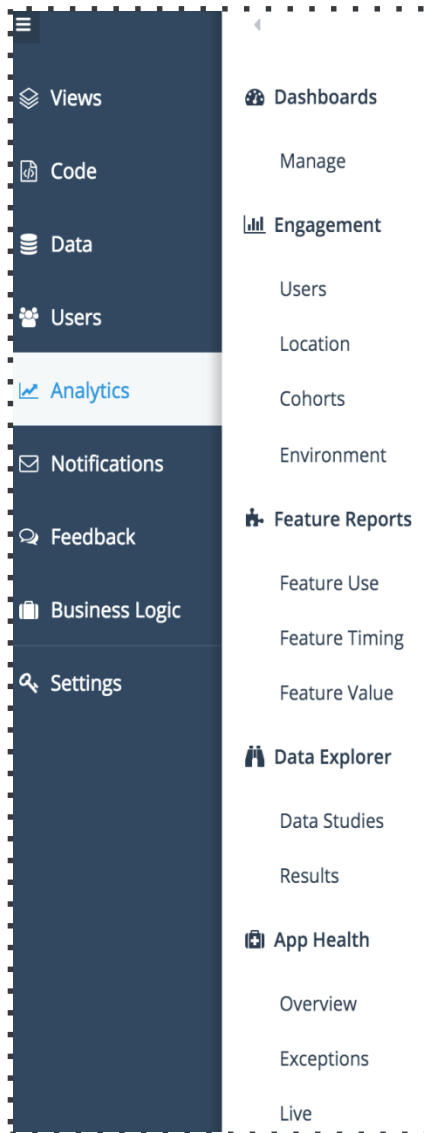 Views
Code
Data
Users
Analytics
Notifications
Feedback
Business Logic
Settings
Dashboards
Manage
Engagement
Users
Location
Cohorts
Environment
Feature Reports
Feature Use
Feature Timing
Feature Value
Data Explorer
Data Studies
Results
App Health
Overview
Exceptions
Live